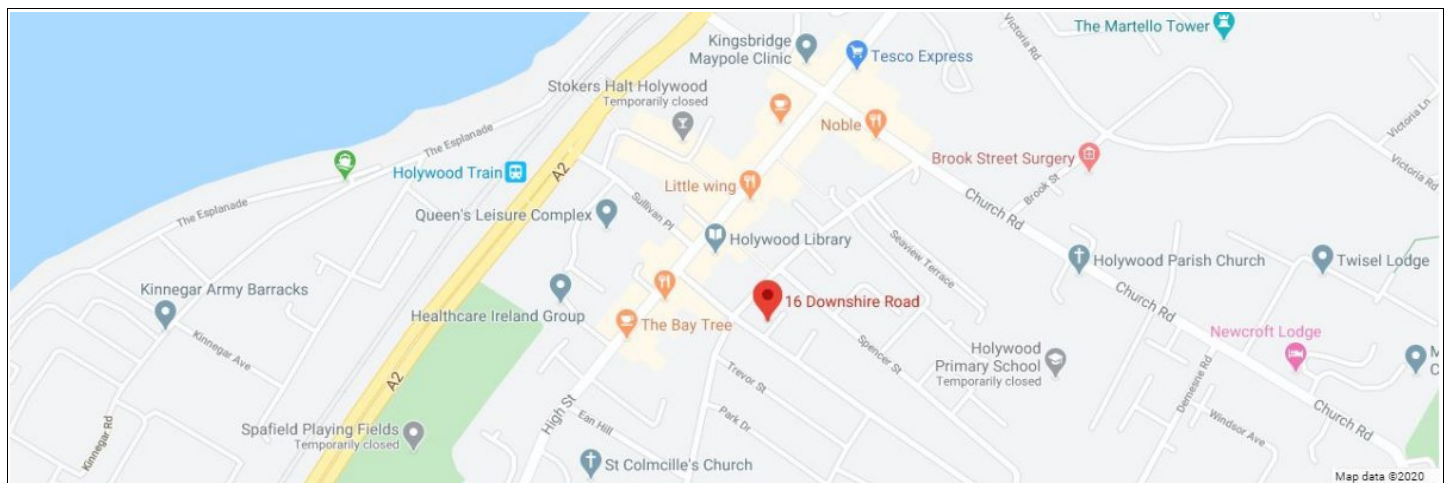 The Martello Tower
Victoria Rd
Kingsbridge
Maypole Clinic
Tesco Express
Stokers Halt Holywood
Temporarily closed
Noble
Victoria Ln
Victoria Rd
The Esplanade
Holywood Train
A2
Brook Street Surgery
Brook St
Little wing
The Esplanade
Queen's Leisure Complex
Sullivan Pl
Church Rd
Seaview Terrace
Holywood Library
Holywood Parish Church
Twisel Lodge
Kinnegar Army Barracks
16 Downshire Road
Healthcare Ireland Group
The Bay Tree
Church Rd
Newcroft Lodge
Kinnegar Ave
Holywood
Primary School
Temporarily closed
Spencer St
M
C
A2
Trevor St
Demesne Rd
High St
Ean Hill
Park Dr
Windsor Ave
Church Rd
Kinnegar Rd
Spafield Playing Fields
Temporarily closed
St Colmcille's Church
Map data ©2020